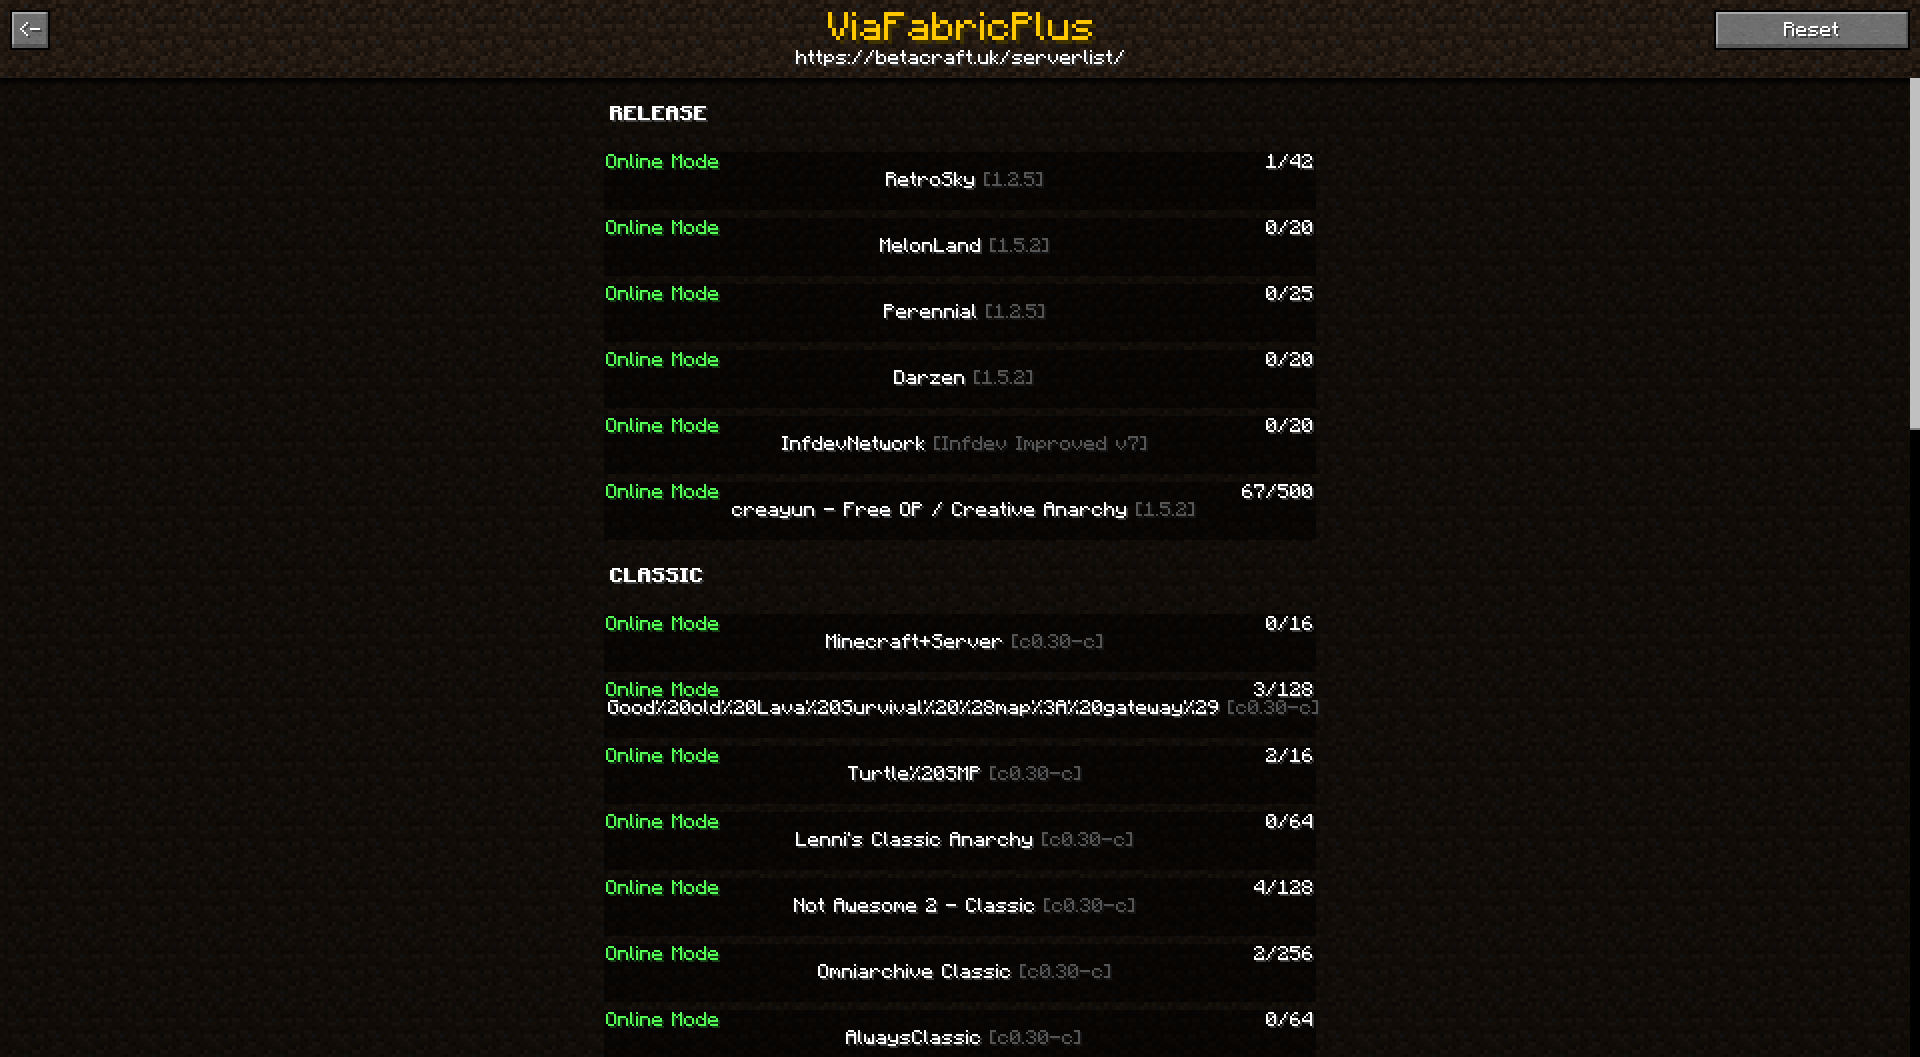 <-
ViaFabricPlus
Reset
https://betacraft.uk/serverlist/
RELEASE
Online Mode
1/42
RetroSky [1.2.5]
Online Mode
0/20
MelonLand [1.5.2]
Online Mode
0/25
Perennial [1.2.5]
Online Mode
0/20
Darzen [1.5.2]
Online Mode
0/20
InfdevNetwork [Infdev Improved v7]
Online Mode
67/500
creayun - Free OP / Creative Anarchy [1.5.2]
CLASSIC
Online Mode
0/16
Minecraft+Server [c0.30-c]
Online Mode
3/128
Good%20old%20Lava%20Survival%20%28map%3A%20gateway%29 [c0.30-c]
Online Mode
2/16
Turtle%20SMP [c0.30-c]
Online Mode
0/64
Lenni's Classic Anarchy [c0.30-c]
Online Mode
4/128
Not Awesome 2 - Classic [c0.30-c]
Online Mode
2/256
Omniarchive Classic [c0.30-c]
Online Mode
0/64
AlwaysClassic [c0.30-c]